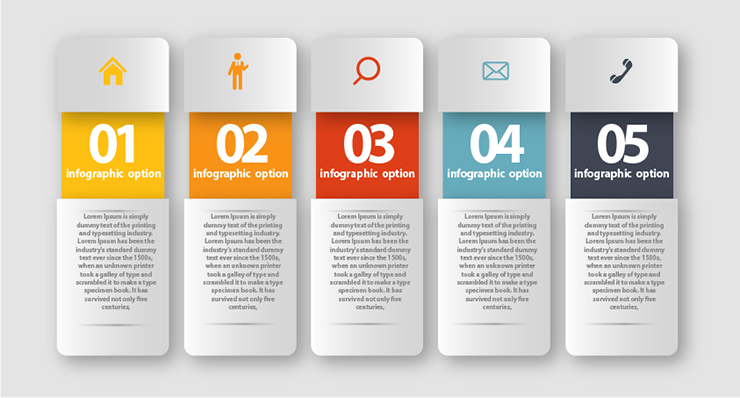 01
infographic option
Lorem Ipsum is simply
dummy text of the printing
and typesetting industry.
Lorem Ipsum has been the
industry's standard dummy
text ever since the 1500s,
when an unknown printer
took a galley of type and
scrambled it to make a type
specimen book. It has
survived not only five
centuries,
02
infographic option
Lorem Ipsum is simply
dummy text of the printing
and typesetting industry.
Lorem Ipsum has been the
industry's standard dummy
text ever since the 1500s,
when an unknown printer
took a galley of type and
scrambled it to make a type
specimen book. It has
survived not only five
centuries,
03
infographic option
Lorem Ipsum is simply
dummy text of the printing
and typesetting industry.
Lorem Ipsum has been the
industry's standard dummy
text ever since the 1500s,
when an unknown printer
took a galley of type and
scrambled it to make a type
specimen book. It has
survived not only five
centuries,
04
infographic option
Lorem Ipsum is simply
dummy text of the printing
and typesetting industry.
Lorem Ipsum has been the
industry's standard dummy
text ever since the 1500s,
when an unknown printer
took a galley of type and
scrambled it to make a type
specimen book. It has
survived not only five
centuries,
05
infographic option
Lorem Ipsum is simply
dummy text of the printing
and typesetting industry.
Lorem Ipsum has been the
industry's standard dummy
text ever since the 1500s,
when an unknown printer
took a galley of type and
scrambled it to make a type
specimen book. It has
survived not only five
centuries,